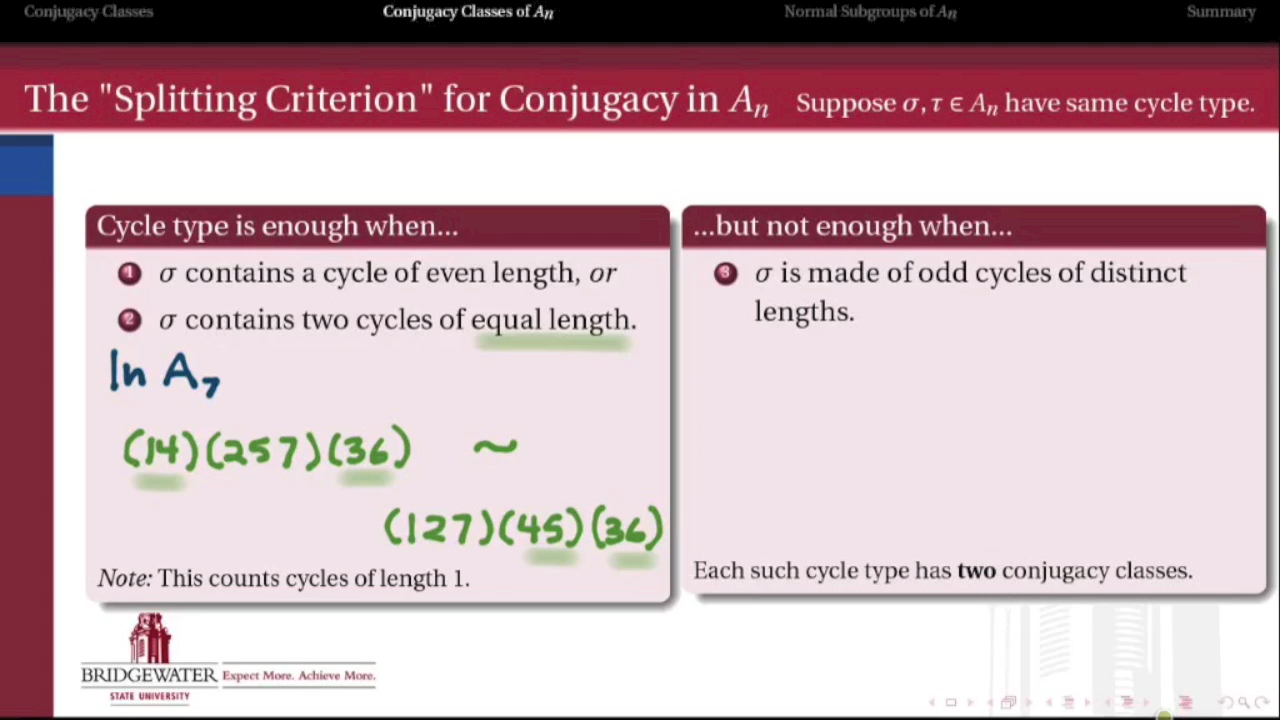 Conjugacy Classes Conjugacy Classes of Aₙ Normal Subgroups of Aₙ Summary
The "Splitting Criterion" for Conjugacy in Aₙ Suppose σ, τ ∈ Aₙ have same cycle type.
Cycle type is enough when...
1 σ contains a cycle of even length, or
2 σ contains two cycles of equal length.
In A₇
(14)(257)(36) ~
(127)(45)(36)
Note: This counts cycles of length 1.
...but not enough when...
3 σ is made of odd cycles of distinct
lengths.
Each such cycle type has two conjugacy classes.
BRIDGEWATER Expect More. Achieve More.
STATE UNIVERSITY